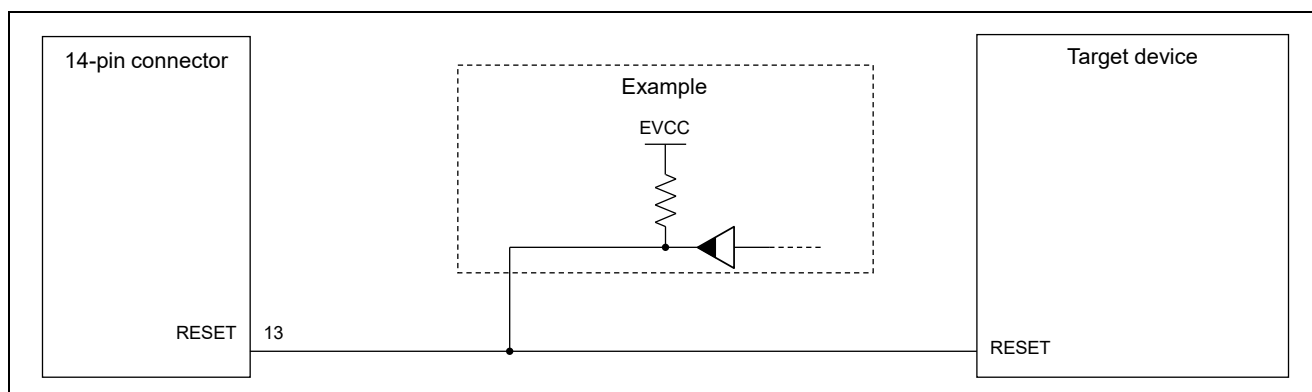 14-pin connector
Target device
Example
EVCC
RESET 13
RESET